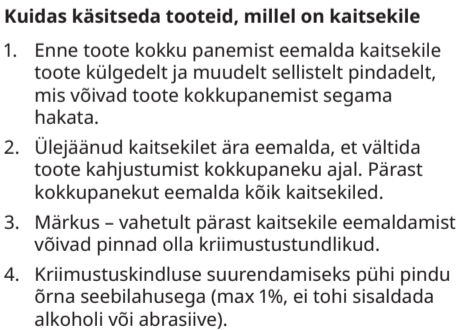 Kuidas käsitseda tooteid, millel on kaitsekile
1. Enne toote kokku panemist eemalda kaitsekile
toote külgedelt ja muudelt sellistelt pindadelt,
mis võivad toote kokkupanemist segama
hakata.
2. Ülejäänud kaitsekilet ära eemalda, et vältida
toote kahjustumist kokkupaneku ajal. Pärast
kokkupanekut eemalda kõik kaitsekiled.
3. Märkus – vahetult pärast kaitsekile eemaldamist
võivad pinnad olla kriimustustundlikud.
4. Kriimustuskindluse suurendamiseks pühi pindu
õrna seebilahusega (max 1%, ei tohi sisaldada
alkoholi või abrasiive).